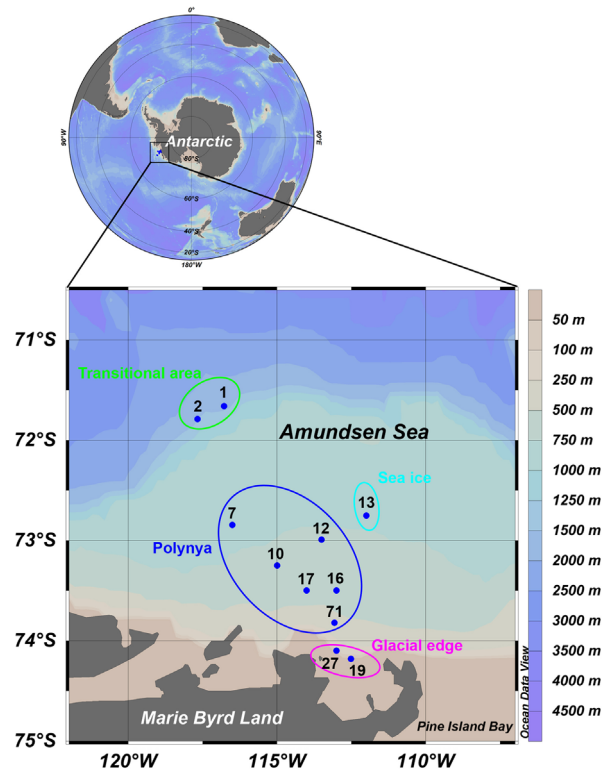 0°
Antarctic
90°W
90°E
80°S
60°S
40°S
20°S
180°W
71°S
72°S
73°S
74°S
75°S
Transitional area
1
2
Amundsen Sea
Sea ice
13
7
12
Polynya
10
17
16
71
Glacial edge
27
19
Marie Byrd Land
Pine Island Bay
120°W
115°W
110°W
Ocean Data View
50 m
100 m
250 m
500 m
750 m
1000 m
1250 m
1500 m
2000 m
2500 m
3000 m
3500 m
4000 m
4500 m